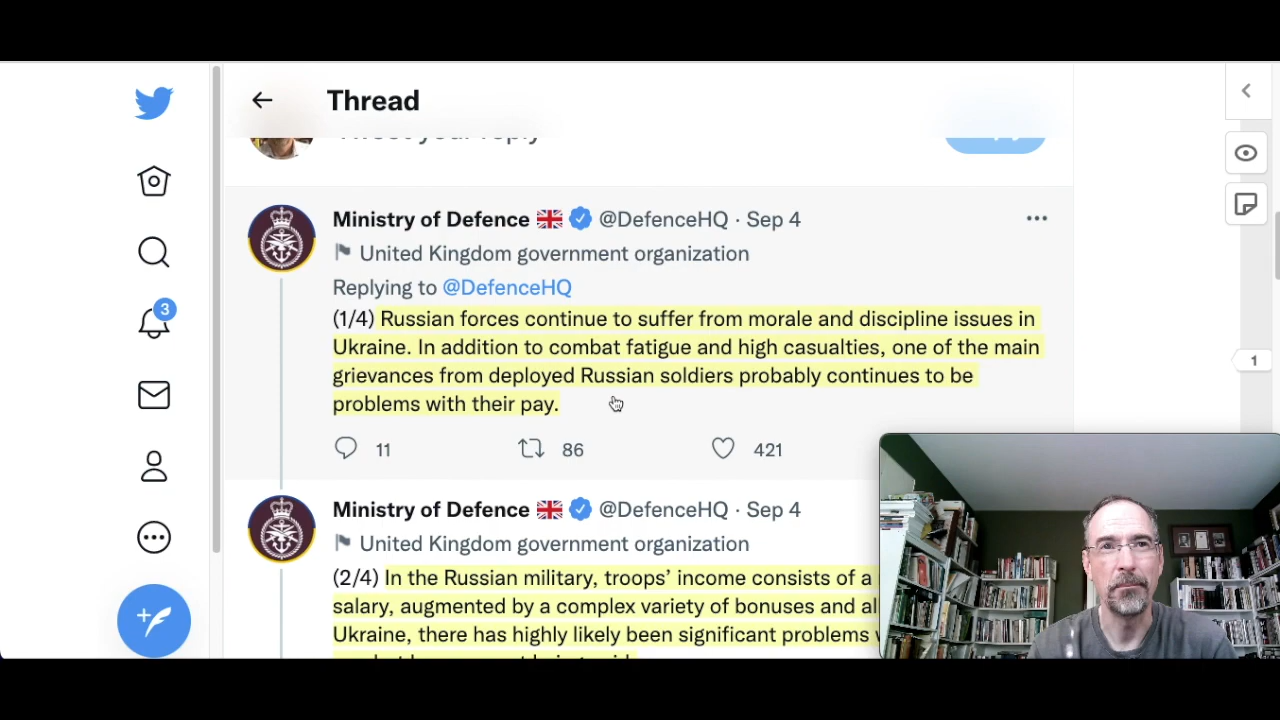 Thread
Tweet your reply
Ministry of Defence @DefenceHQ · Sep 4
United Kingdom government organization
Replying to @DefenceHQ
(1/4) Russian forces continue to suffer from morale and discipline issues in
Ukraine. In addition to combat fatigue and high casualties, one of the main
grievances from deployed Russian soldiers probably continues to be
problems with their pay.
11 86 421
Ministry of Defence @DefenceHQ · Sep 4
United Kingdom government organization
(2/4) In the Russian military, troops’ income consists of a
salary, augmented by a complex variety of bonuses and al
Ukraine, there has highly likely been significant problems
3
1